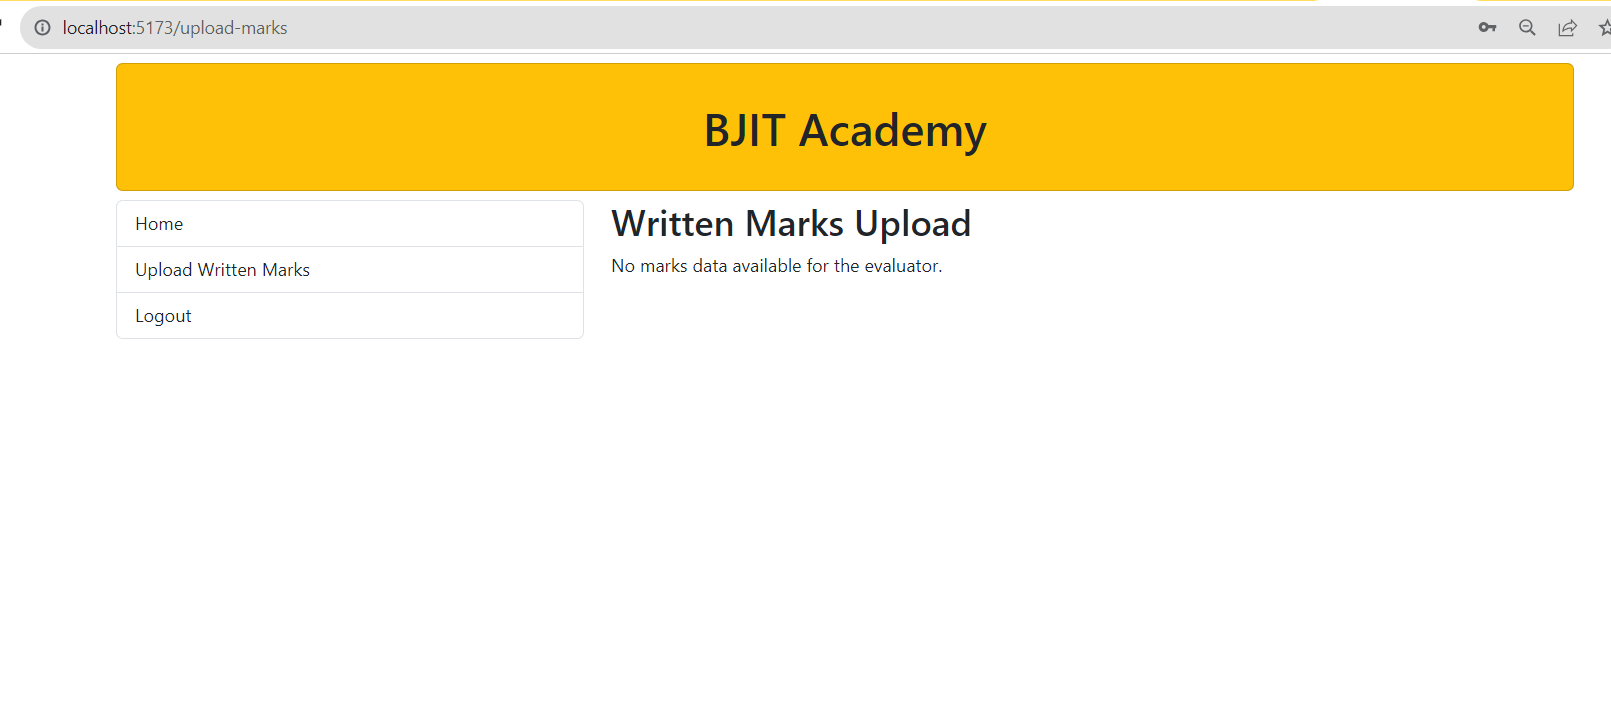 localhost:5173/upload-marks
BJIT Academy
Home
Upload Written Marks
Logout
Written Marks Upload
No marks data available for the evaluator.